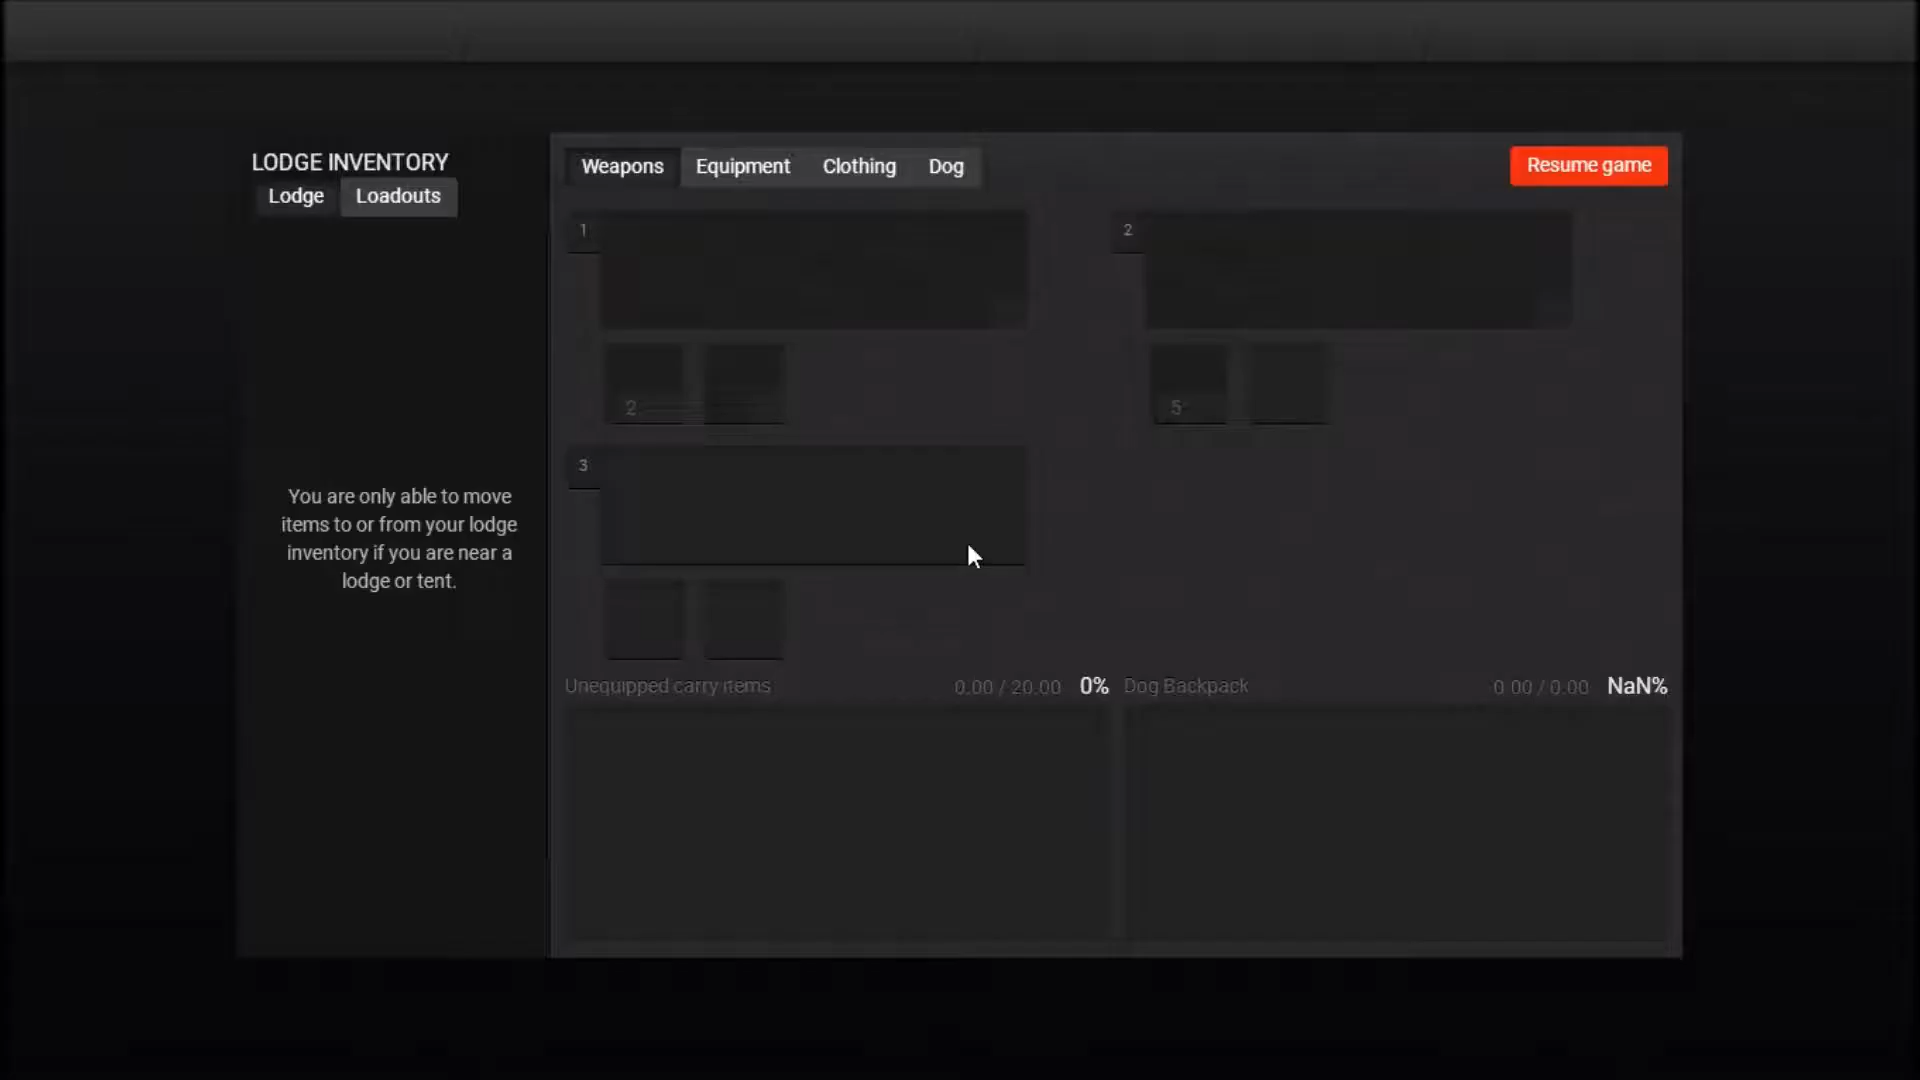 LODGE INVENTORY
Lodge Loadouts
Weapons Equipment Clothing Dog
Resume game
1
2
2
5
3
You are only able to move
items to or from your lodge
inventory if you are near a
lodge or tent.
Unequipped carry items 0.00 / 20.00 0%
Dog Backpack 0.00 / 0.00 NaN%